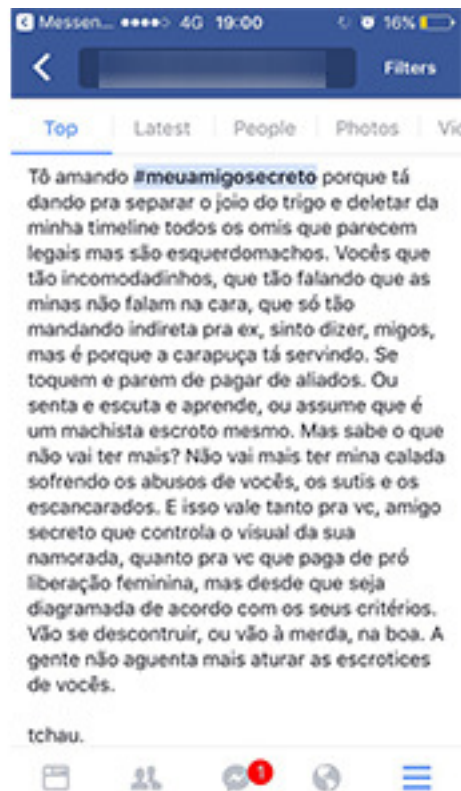 Messen... 4G 19:00 16%
Filters
Top Latest People Photos Vi
Tô amando #meuamigosecreto porque tá
dando pra separar o joio do trigo e deletar da
minha timeline todos os omis que parecem
legais mas são esquerdomachos. Vocês que
tão incomodadinhos, que tão falando que as
minas não falam na cara, que só tão
mandando indireta pra ex, sinto dizer, migos,
mas é porque a carapuça tá servindo. Se
toquem e parem de pagar de aliados. Ou
senta e escuta e aprende, ou assume que é
um machista escroto mesmo. Mas sabe o que
não vai ter mais? Não vai mais ter mina calada
sofrendo os abusos de vocês, os sutis e os
escancarados. E isso vale tanto pra vc, amigo
secreto que controla o visual da sua
namorada, quanto pra vc que paga de pró
liberação feminina, mas desde que seja
diagramada de acordo com os seus critérios.
Vão se descontruir, ou vão à merda, na boa. A
gente não aguenta mais aturar as escrotices
de vocês.
tchau.
1